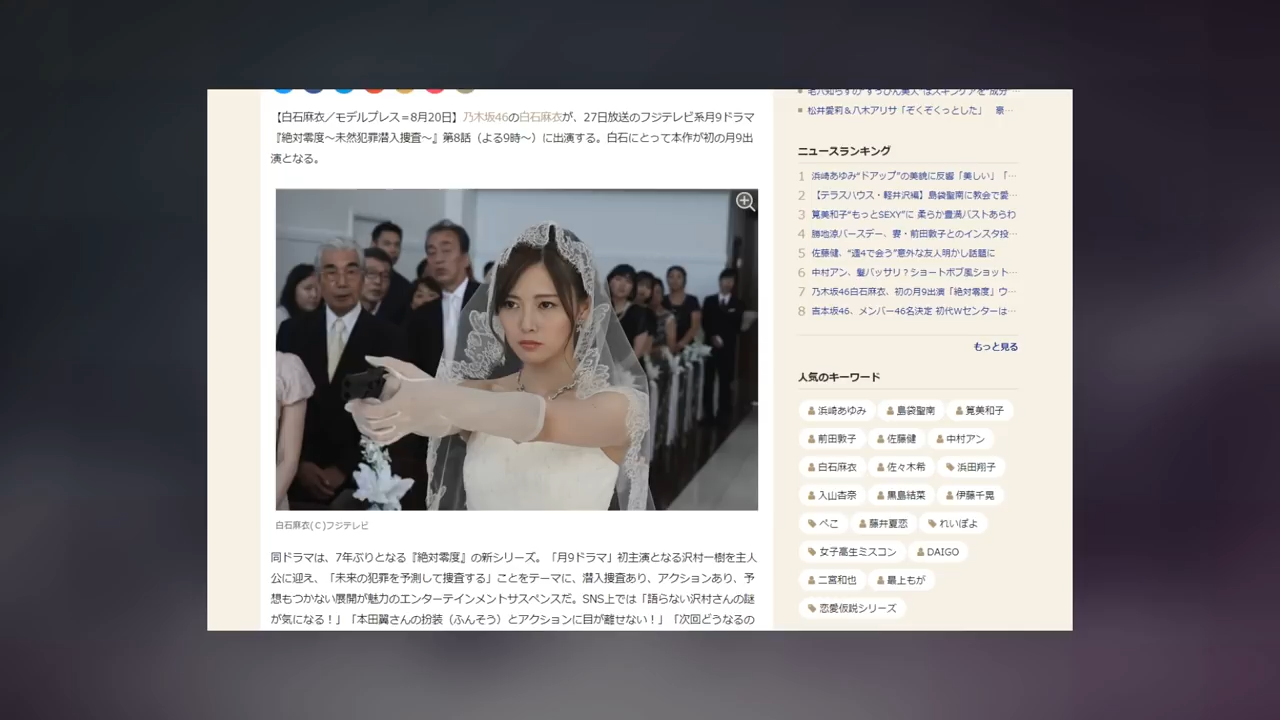 【白石麻衣／モデルプレス＝8月20日】乃木坂46の白石麻衣が、27日放送のフジテレビ系月9ドラマ
『絶対零度～未然犯罪潜入捜査～』第8話（よる9時～）に出演する。白石にとって本作が初の月9出
演となる。
白石麻衣(Ｃ)フジテレビ
同ドラマは、7年ぶりとなる『絶対零度』の新シリーズ。「月9ドラマ」初主演となる沢村一樹を主人
公に迎え、「未来の犯罪を予測して捜査する」ことをテーマに、潜入捜査あり、アクションあり、予
想もつかない展開が魅力のエンターテインメントサスペンスだ。SNS上では「語らない沢村さんの謎
が気になる！」「本田翼さんの扮装（ふんそう）とアクションに目が離せない！」「次回どうなるの
松井愛莉＆八木アリサ「ぞくぞくっとした」　豪…
ニュースランキング
1 浜崎あゆみ“ドアップ”の美貌に反響「美しい」「…
2 【テラスハウス・軽井沢編】島袋聖南に教会で愛…
3 筧美和子“もっとSEXY”に 柔らか豊満バストあらわ
4 勝地涼バースデー、妻・前田敦子とのインスタ投…
5 佐藤健、“週4で会う”意外な友人明かし話題に
6 中村アン、髪バッサリ？ショートボブ風ショット…
7 乃木坂46白石麻衣、初の月9出演「絶対零度」ウ…
8 吉本坂46、メンバー46名決定 初代Wセンターは…
もっと見る
人気のキーワード
浜崎あゆみ 島袋聖南 筧美和子
前田敦子 佐藤健 中村アン
白石麻衣 佐々木希 浜田翔子
入山杏奈 黒島結菜 伊藤千晃
ぺこ 藤井夏恋 れいぽよ
女子高生ミスコン DAIGO
二宮和也 最上もが
恋愛仮説シリーズ